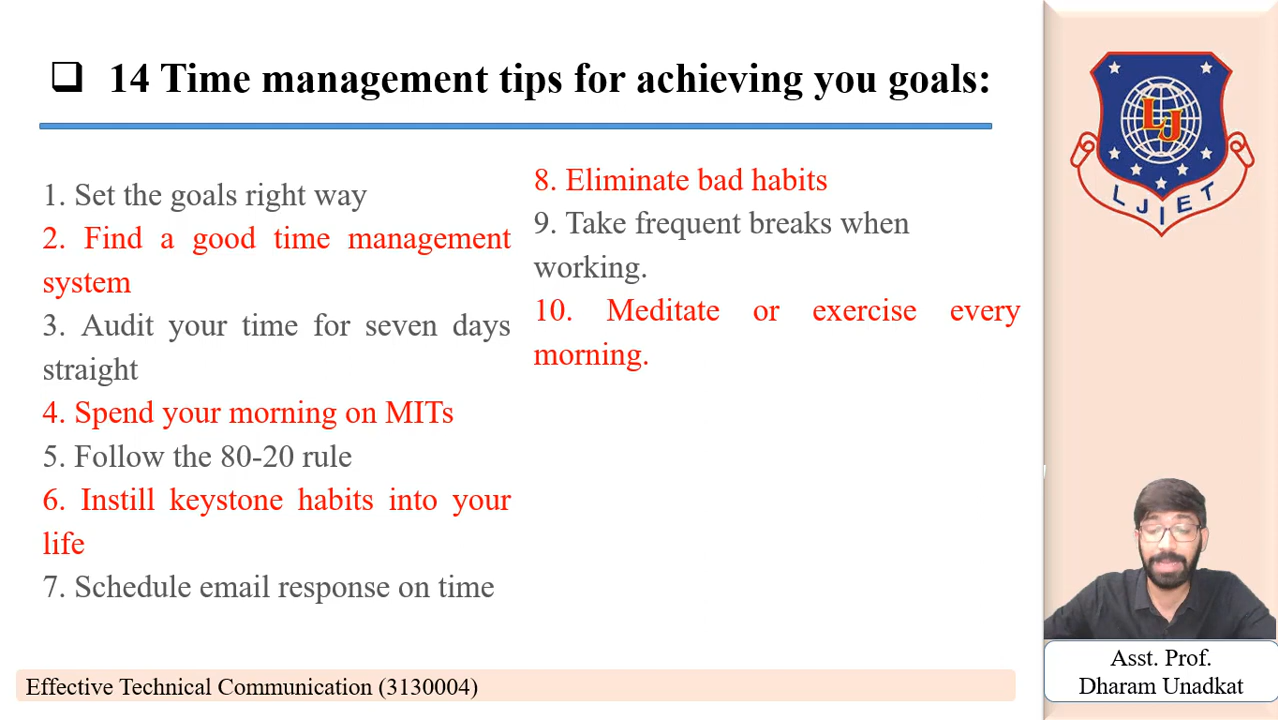 ❑ 14 Time management tips for achieving you goals:
1. Set the goals right way
2. Find a good time management
system
3. Audit your time for seven days
straight
4. Spend your morning on MITs
5. Follow the 80-20 rule
6. Instill keystone habits into your
life
7. Schedule email response on time
8. Eliminate bad habits
9. Take frequent breaks when
working.
10. Meditate or exercise every
morning.
LJ
LJIET
Asst. Prof.
Dharam Unadkat
Effective Technical Communication (3130004)